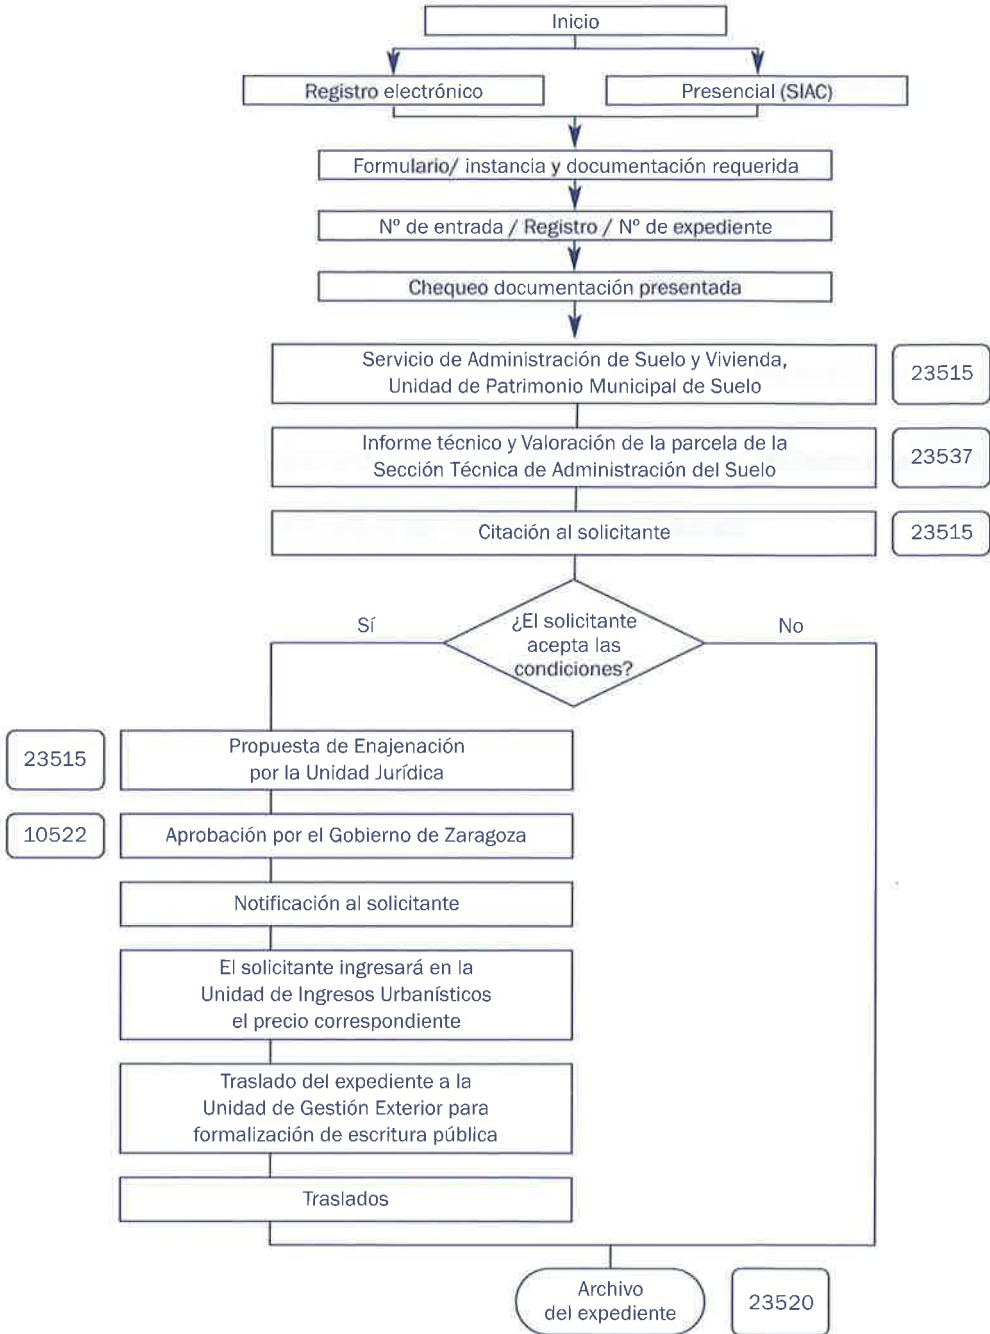 Inicio
Registro electrónico
Presencial (SIAC)
Formulario/ instancia y documentación requerida
Nº de entrada / Registro / Nº de expediente
Chequeo documentación presentada
Servicio de Administración de Suelo y Vivienda,
Unidad de Patrimonio Municipal de Suelo
23515
Informe técnico y Valoración de la parcela de la
Sección Técnica de Administración del Suelo
23537
Citación al solicitante
23515
¿El solicitante
acepta las
condiciones?
Sí
No
23515
Propuesta de Enajenación
por la Unidad Jurídica
10522
Aprobación por el Gobierno de Zaragoza
Notificación al solicitante
El solicitante ingresará en la
Unidad de Ingresos Urbanísticos
el precio correspondiente
Traslado del expediente a la
Unidad de Gestión Exterior para
formalización de escritura pública
Traslados
Archivo
del expediente
23520